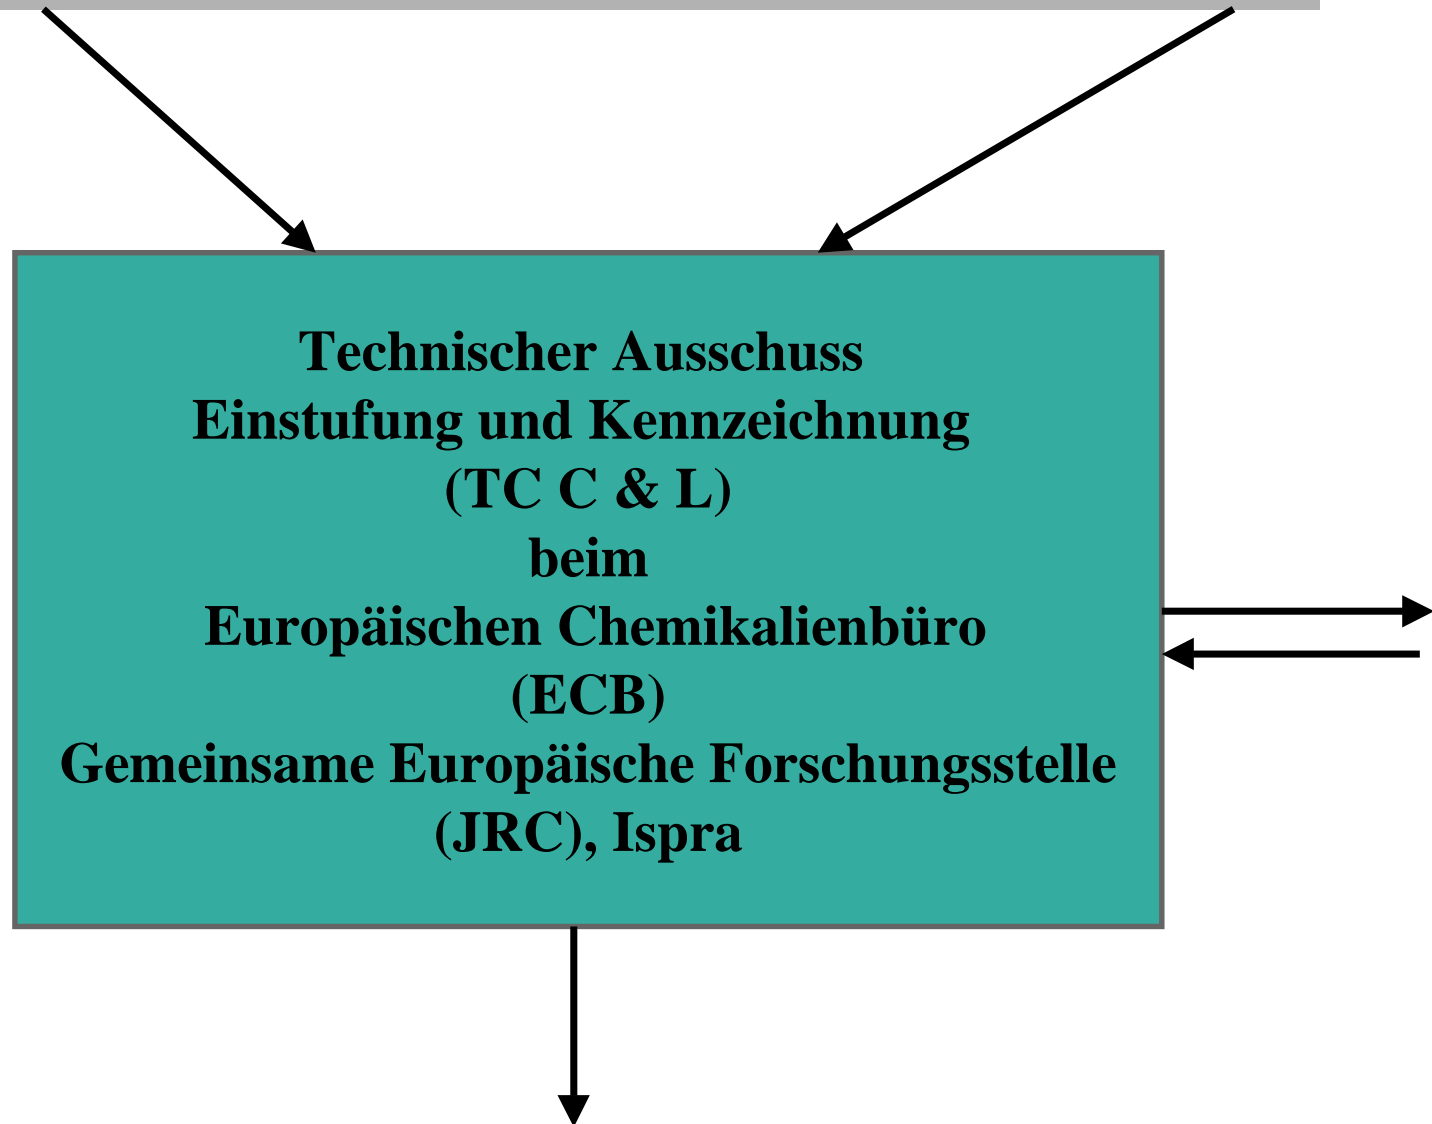 Technischer Ausschuss
Einstufung und Kennzeichnung
(TC C & L)
beim
Europäischen Chemikalienbüro
(ECB)
Gemeinsame Europäische Forschungsstelle
(JRC), Ispra